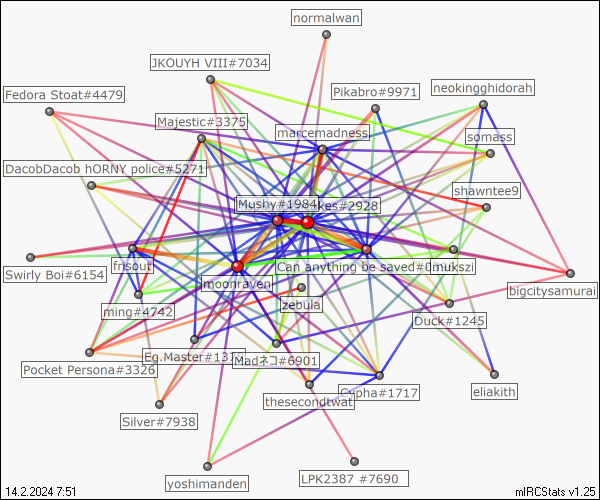 normalwan
JKOUYH VIII#7034
Fedora Stoat#4479
Pikabro#9971
neokingghidorah
Majestic#3375
marcemadness
somass
DacobDacob hORNY police#5271
shawntee9
Mushy#1984
kes#2928
frisout
Can anything be saved#0
mukszi
Swirly Boi#6154
moonraven
bigcitysamurai
zebula
ming#4742
Duck#1245
Eg.Master#13
Madネコ#6901
Pocket Persona#3326
Cypha#1717
eliakith
thesecondtwat
Silver#7938
yoshimanden
LPK2387 #7690
14.2.2024 7:51
mIRCStats v1.25